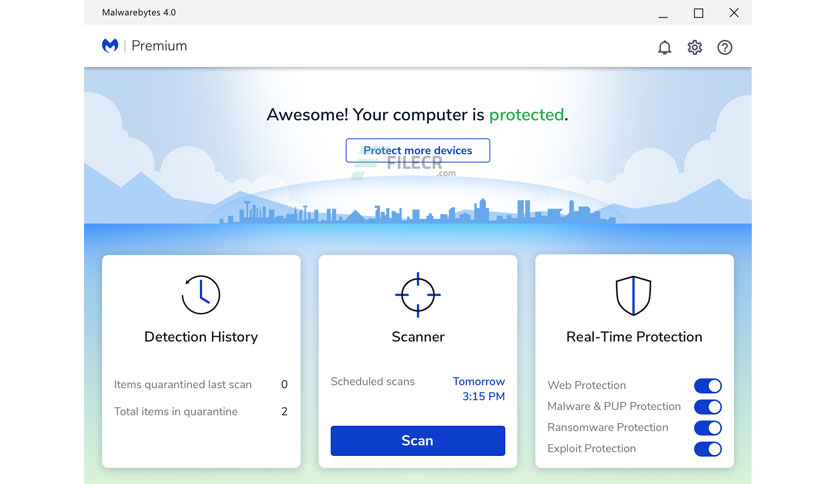 Malwarebytes 4.0
Premium
Awesome! Your computer is protected.
Protect more devices
FILECR
.com
Detection History
Items quarantined last scan 0
Total items in quarantine 2
Scanner
Scheduled scans Tomorrow
3:15 PM
Scan
Real-Time Protection
Web Protection
Malware & PUP Protection
Ransomware Protection
Exploit Protection